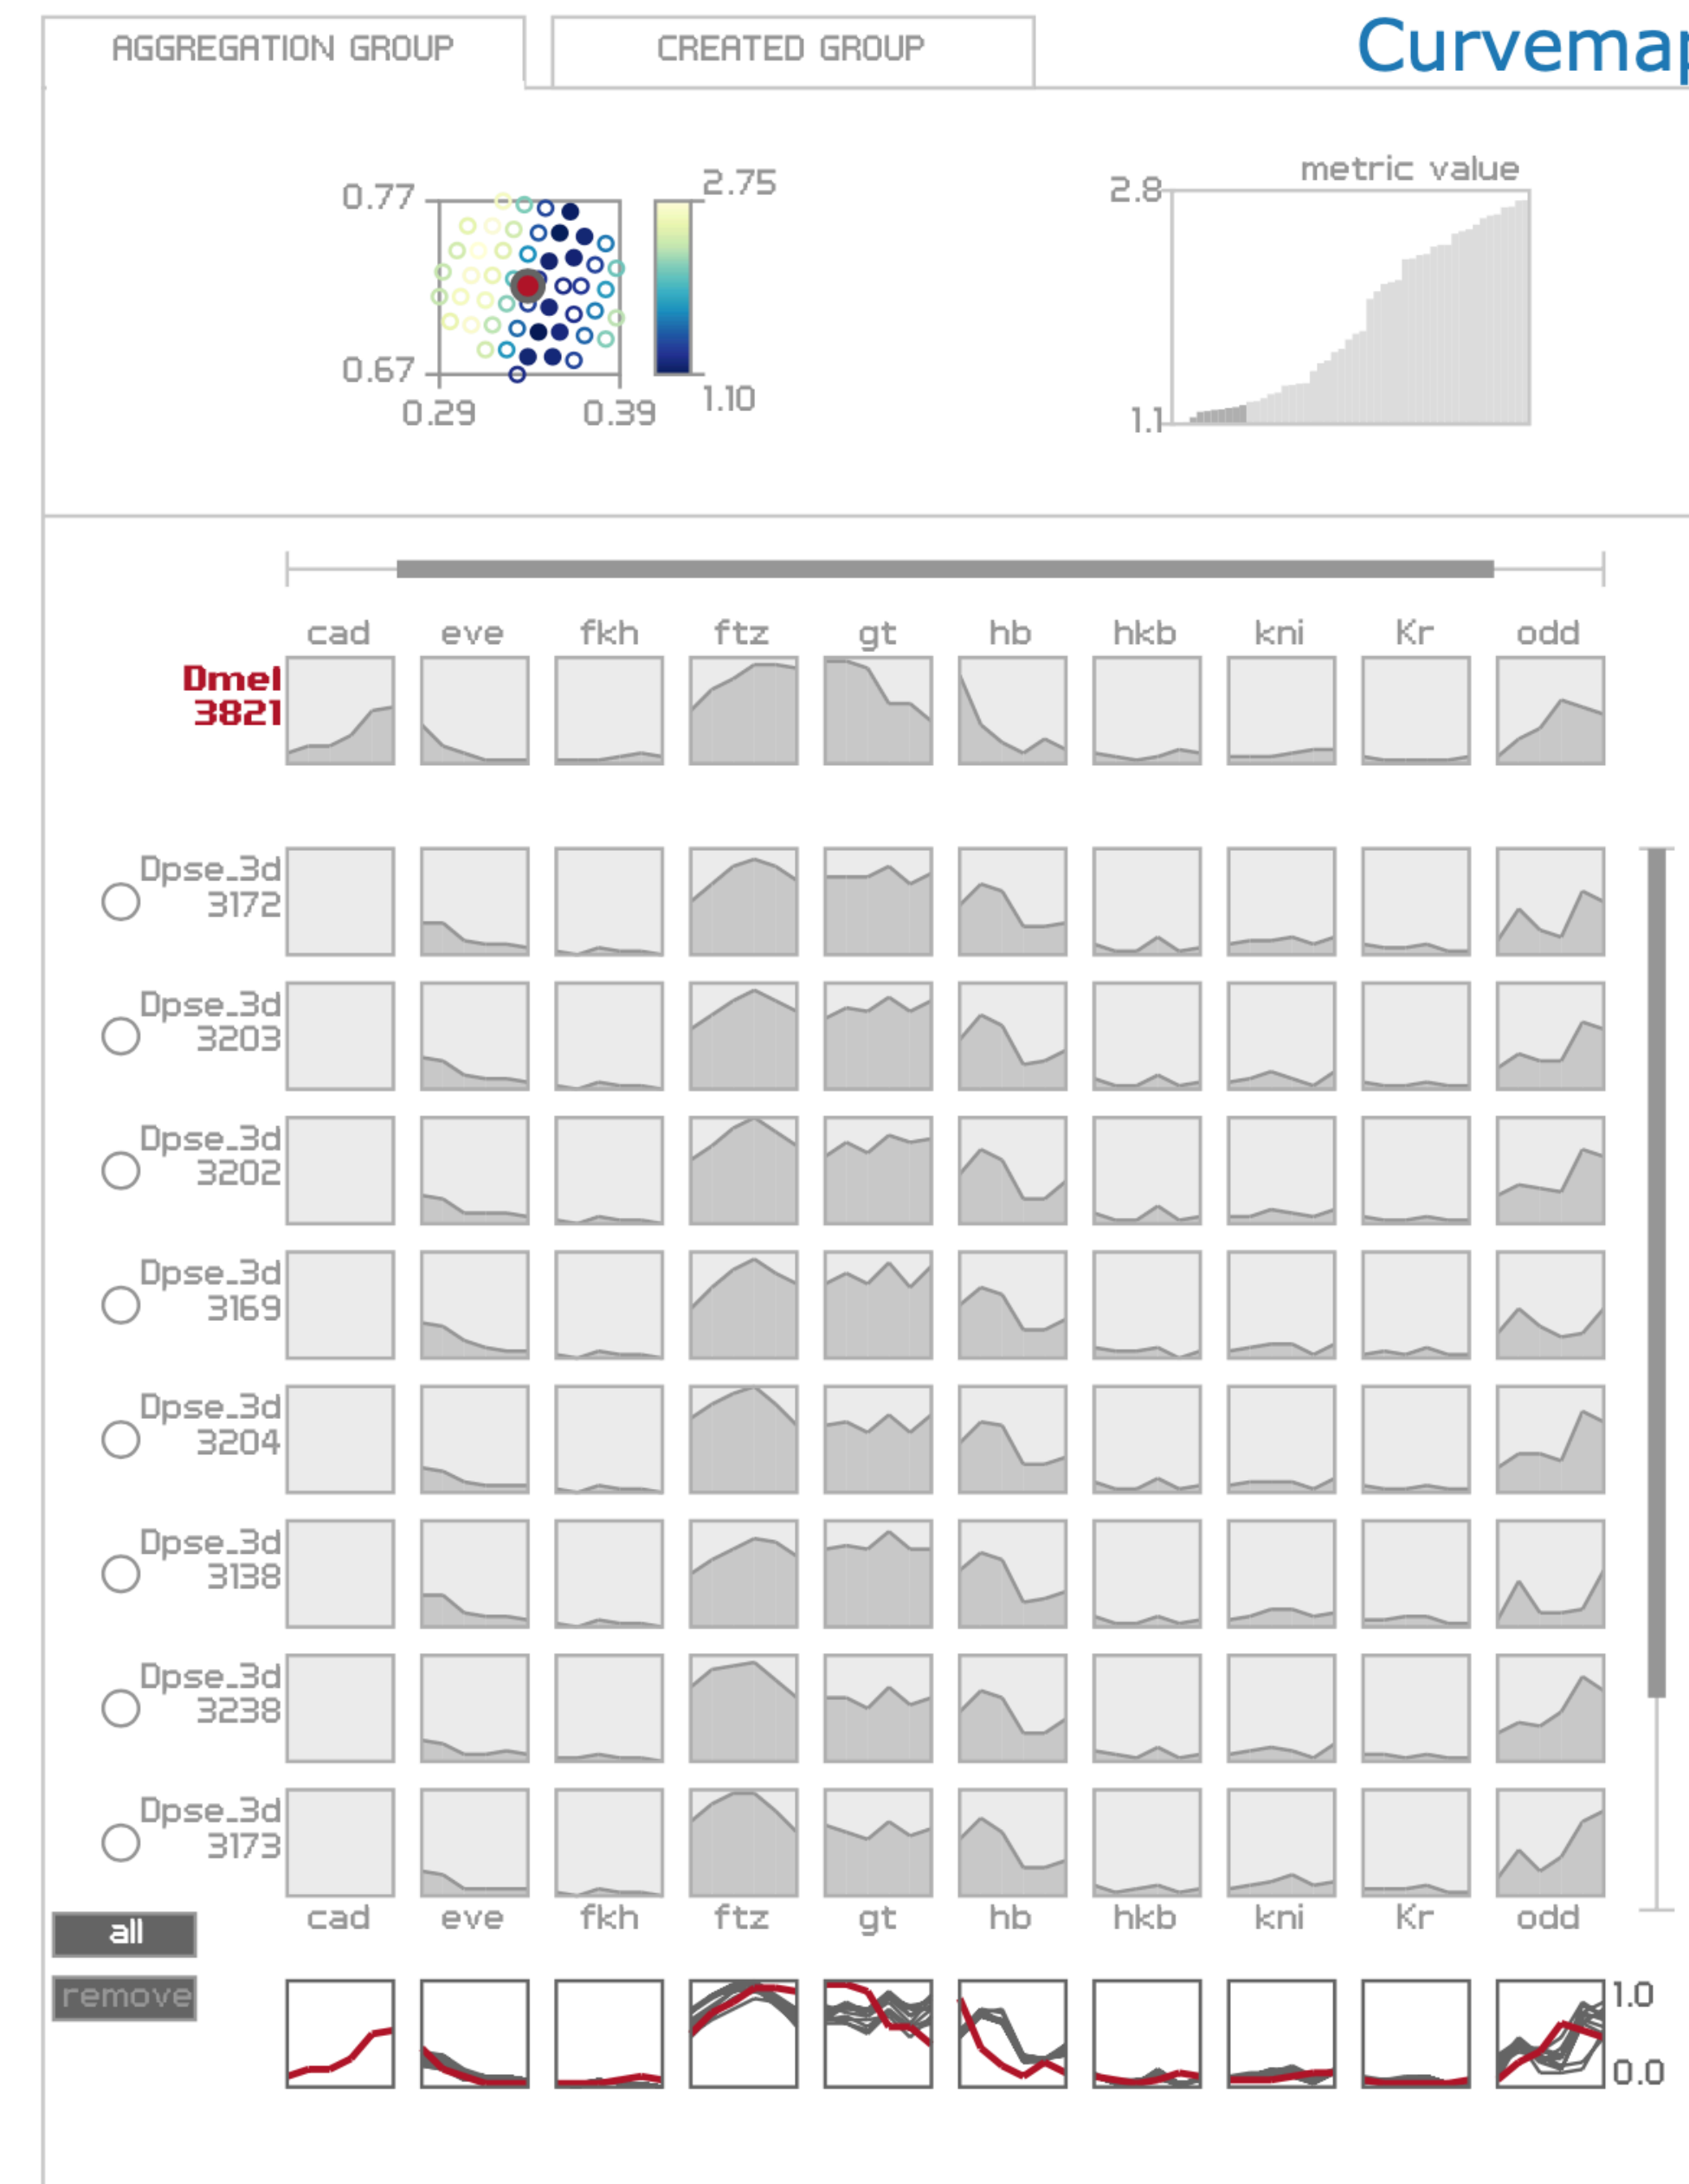 AGGREGATION GROUP CREATED GROUP Curvemap
0.77 2.75
0.67 1.10
0.29 0.39
metric value
2.8
1.1
cad eve fkh ftz gt hb hkb kni Kr odd
Dmel
3821
Dpse_3d
3172
Dpse_3d
3203
Dpse_3d
3202
Dpse_3d
3169
Dpse_3d
3204
Dpse_3d
3138
Dpse_3d
3238
Dpse_3d
3173
cad eve fkh ftz gt hb hkb kni Kr odd
all
remove
1.0
0.0